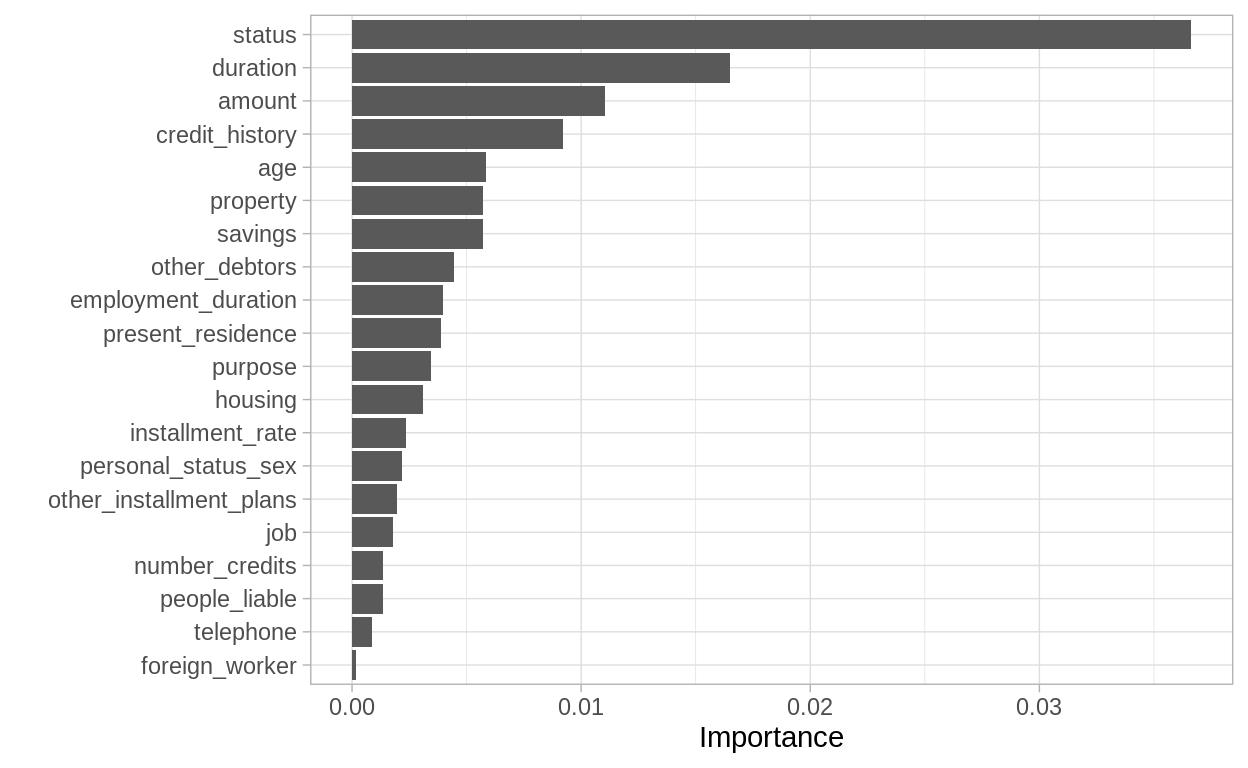 status
duration
amount
credit_history
age
property
savings
other_debtors
employment_duration
present_residence
purpose
housing
installment_rate
personal_status_sex
other_installment_plans
job
number_credits
people_liable
telephone
foreign_worker
0.00 0.01 0.02 0.03
Importance